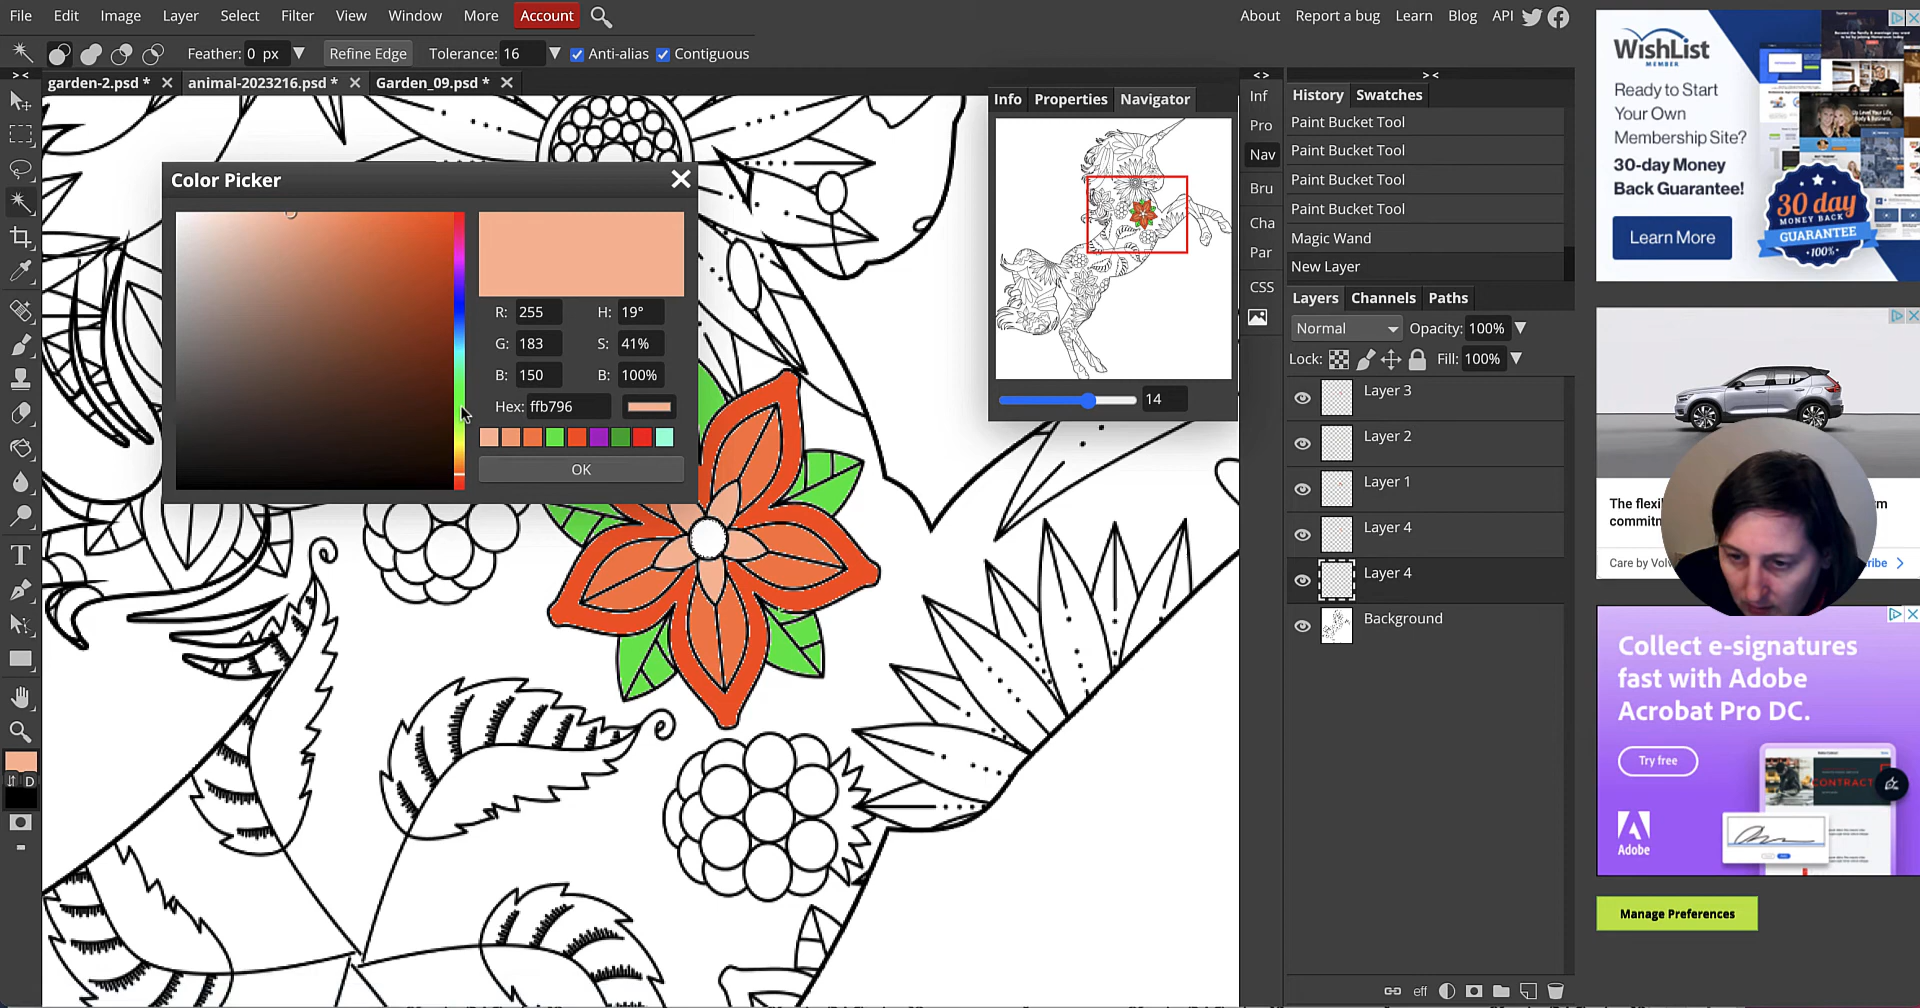 File Edit Image Layer Select Filter View Window More Account
About Report a bug Learn Blog API
Feather: 0 px Refine Edge Tolerance: 16 Anti-alias Contiguous
> <
garden-2.psd * animal-2023216.psd * Garden_09.psd *
Color Picker
R: 255 H: 19°
G: 183 S: 41%
B: 150 B: 100%
Hex: ffb796
OK
Info Properties Navigator
14
< >
Inf
Pro
Nav
Bru
Cha
Par
CSS
> <
History Swatches
Paint Bucket Tool
Paint Bucket Tool
Paint Bucket Tool
Paint Bucket Tool
Magic Wand
New Layer
Layers Channels Paths
Normal Opacity: 100%
Lock: Fill: 100%
Layer 3
Layer 2
Layer 1
Layer 4
Layer 4
Background
eff
T
D
WishList
MEMBER
Ready to Start
Your Own
Membership Site?
30-day Money
Back Guarantee!
Learn More
30 day
MONEY BACK
GUARANTEE
100%
The flexi
commitn
Care by Vol
Collect e-signatures
fast with Adobe
Acrobat Pro DC.
Try free
CONTRACT
Adobe
Manage Preferences